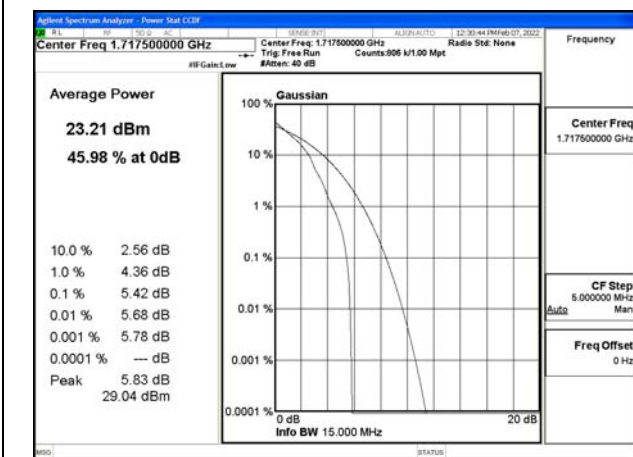 Agilent Spectrum Analyzer - Power Stat CCDF
RL RF 50 Ω AC SENSE:INT ALIGN AUTO 12:30:44 PM Feb 07, 2022
Center Freq 1.717500000 GHz
Center Freq: 1.717500000 GHz
Radio Std: None
Trig: Free Run
Counts:806 k/1.00 Mpt
#IFGain:Low
#Atten: 40 dB
Frequency
Average Power
23.21 dBm
45.98 % at 0dB
10.0 % 2.56 dB
1.0 % 4.36 dB
0.1 % 5.42 dB
0.01 % 5.68 dB
0.001 % 5.78 dB
0.0001 % --- dB
Peak 5.83 dB
29.04 dBm
Gaussian
100 %
10 %
1 %
0.1 %
0.01 %
0.001 %
0.0001 %
0 dB
20 dB
Info BW 15.000 MHz
Center Freq
1.717500000 GHz
CF Step
5.000000 MHz
Auto Man
Freq Offset
0 Hz
MSG
STATUS